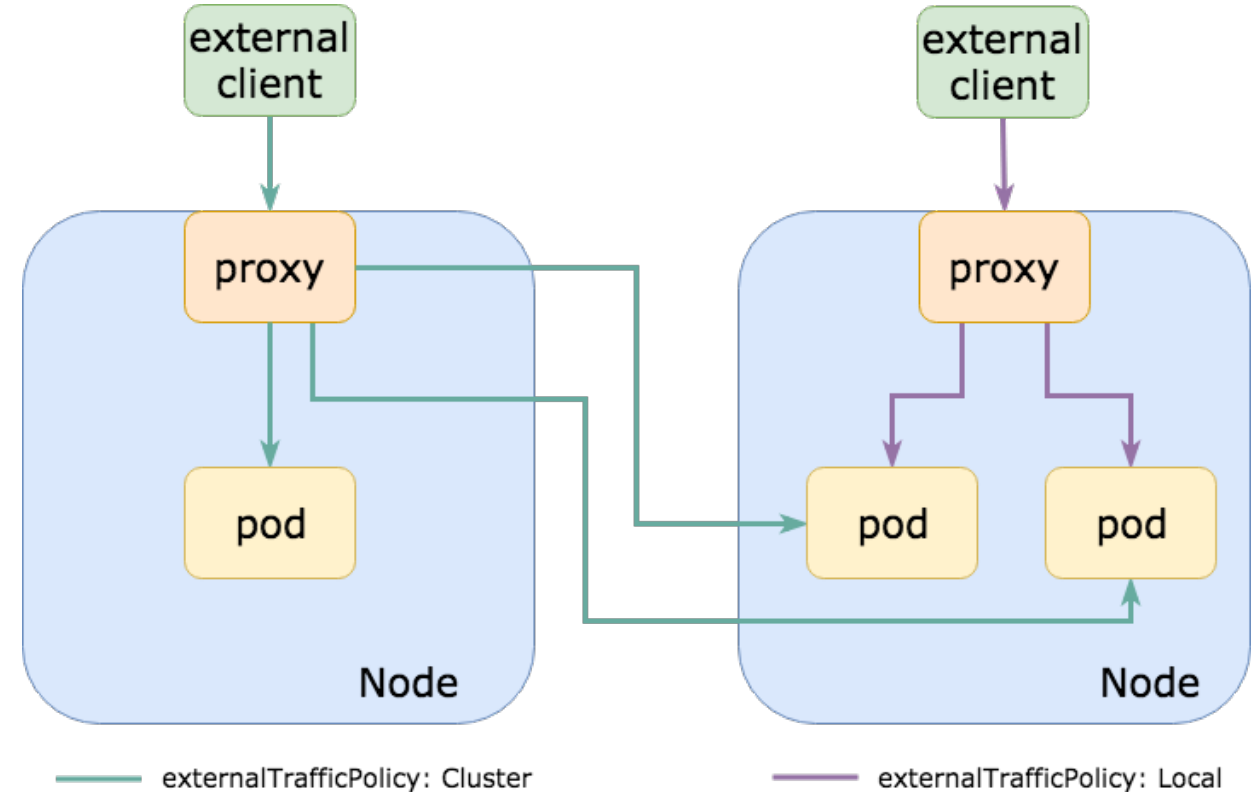 external
client
external
client
proxy
proxy
pod
pod
pod
Node
Node
externalTrafficPolicy: Cluster
externalTrafficPolicy: Local